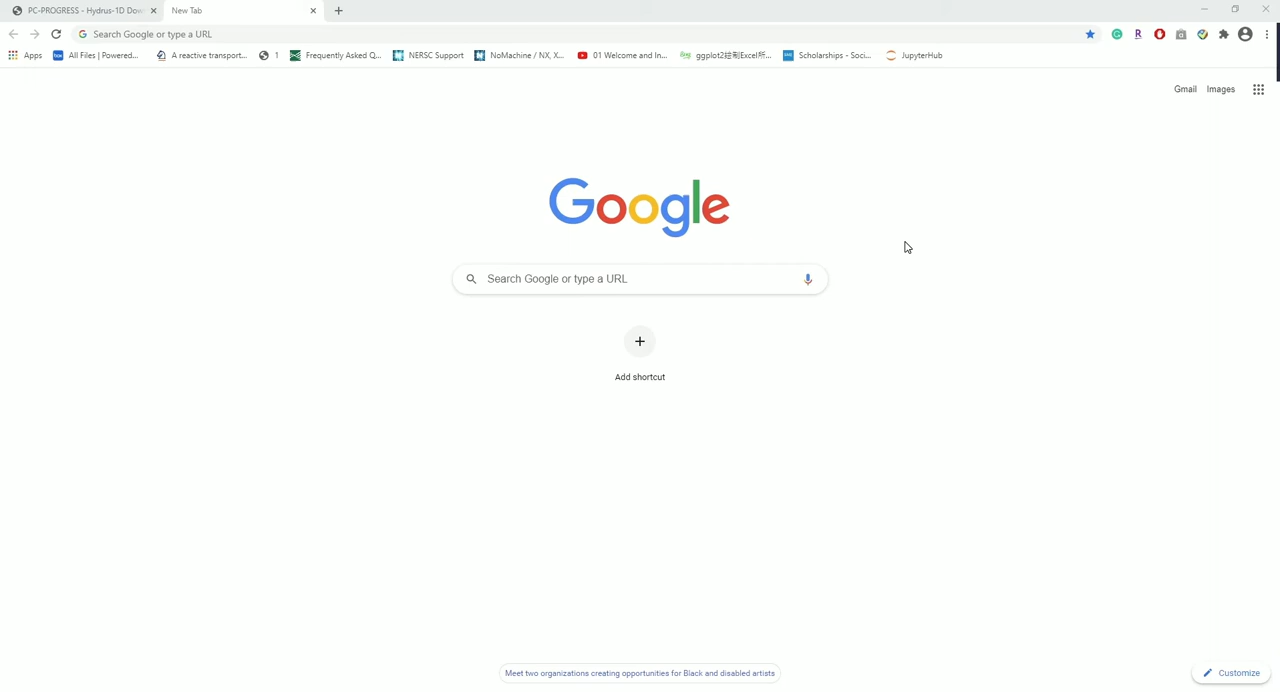 PC-PROGRESS - Hydrus-1D Dow
New Tab
Search Google or type a URL
Apps
All Files | Powered...
A reactive transport...
1
Frequently Asked Q...
NERSC Support
NoMachine / NX, X...
01 Welcome and In...
ggplot2绘制Excel所...
Scholarships - Soci...
JupyterHub
Gmail
Images
Google
Search Google or type a URL
Add shortcut
Meet two organizations creating opportunities for Black and disabled artists
Customize